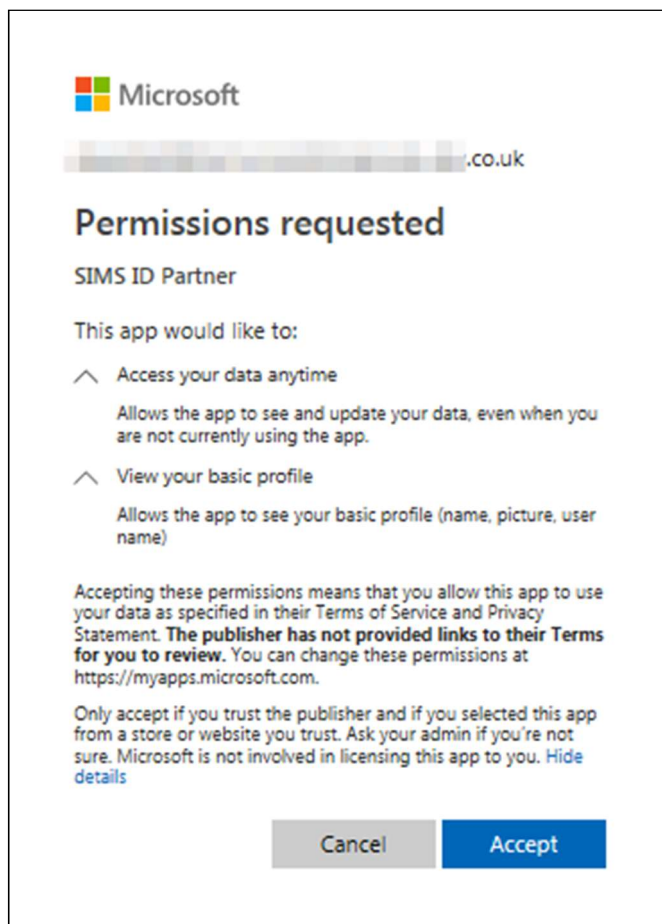 Microsoft
.co.uk
Permissions requested
SIMS ID Partner
This app would like to:
Access your data anytime
Allows the app to see and update your data, even when you
are not currently using the app.
View your basic profile
Allows the app to see your basic profile (name, picture, user
name)
Accepting these permissions means that you allow this app to use
your data as specified in their Terms of Service and Privacy
Statement. The publisher has not provided links to their Terms
for you to review. You can change these permissions at
https://myapps.microsoft.com.
Only accept if you trust the publisher and if you selected this app
from a store or website you trust. Ask your admin if you're not
sure. Microsoft is not involved in licensing this app to you. Hide
details
Cancel Accept